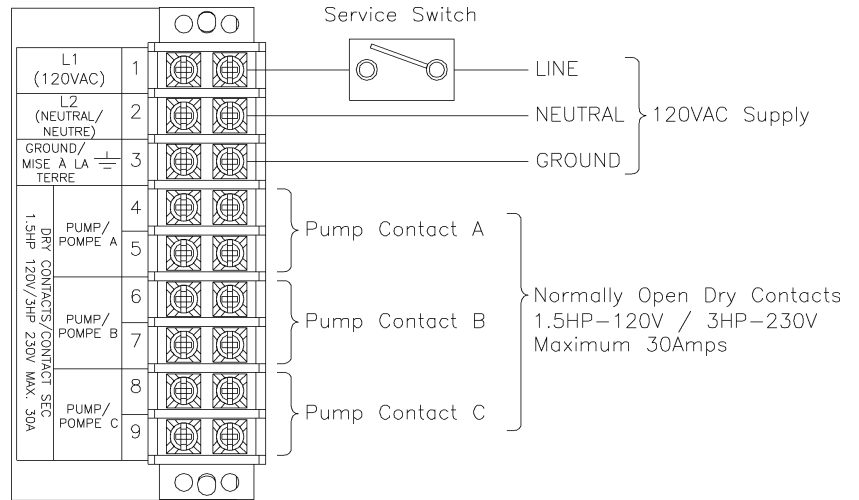 Service Switch
L1
(120VAC)
1
LINE
L2
(NEUTRAL/
NEUTRE)
2
NEUTRAL
120VAC Supply
GROUND/
MISE À LA
TERRE
3
GROUND
DRY CONTACTS/CONTACT SEC
1.5HP 120V/3HP 230V MAX. 30A
PUMP/
POMPE A
4
5
Pump Contact A
PUMP/
POMPE B
6
7
Pump Contact B
Normally Open Dry Contacts
1.5HP-120V / 3HP-230V
Maximum 30Amps
PUMP/
POMPE C
8
9
Pump Contact C